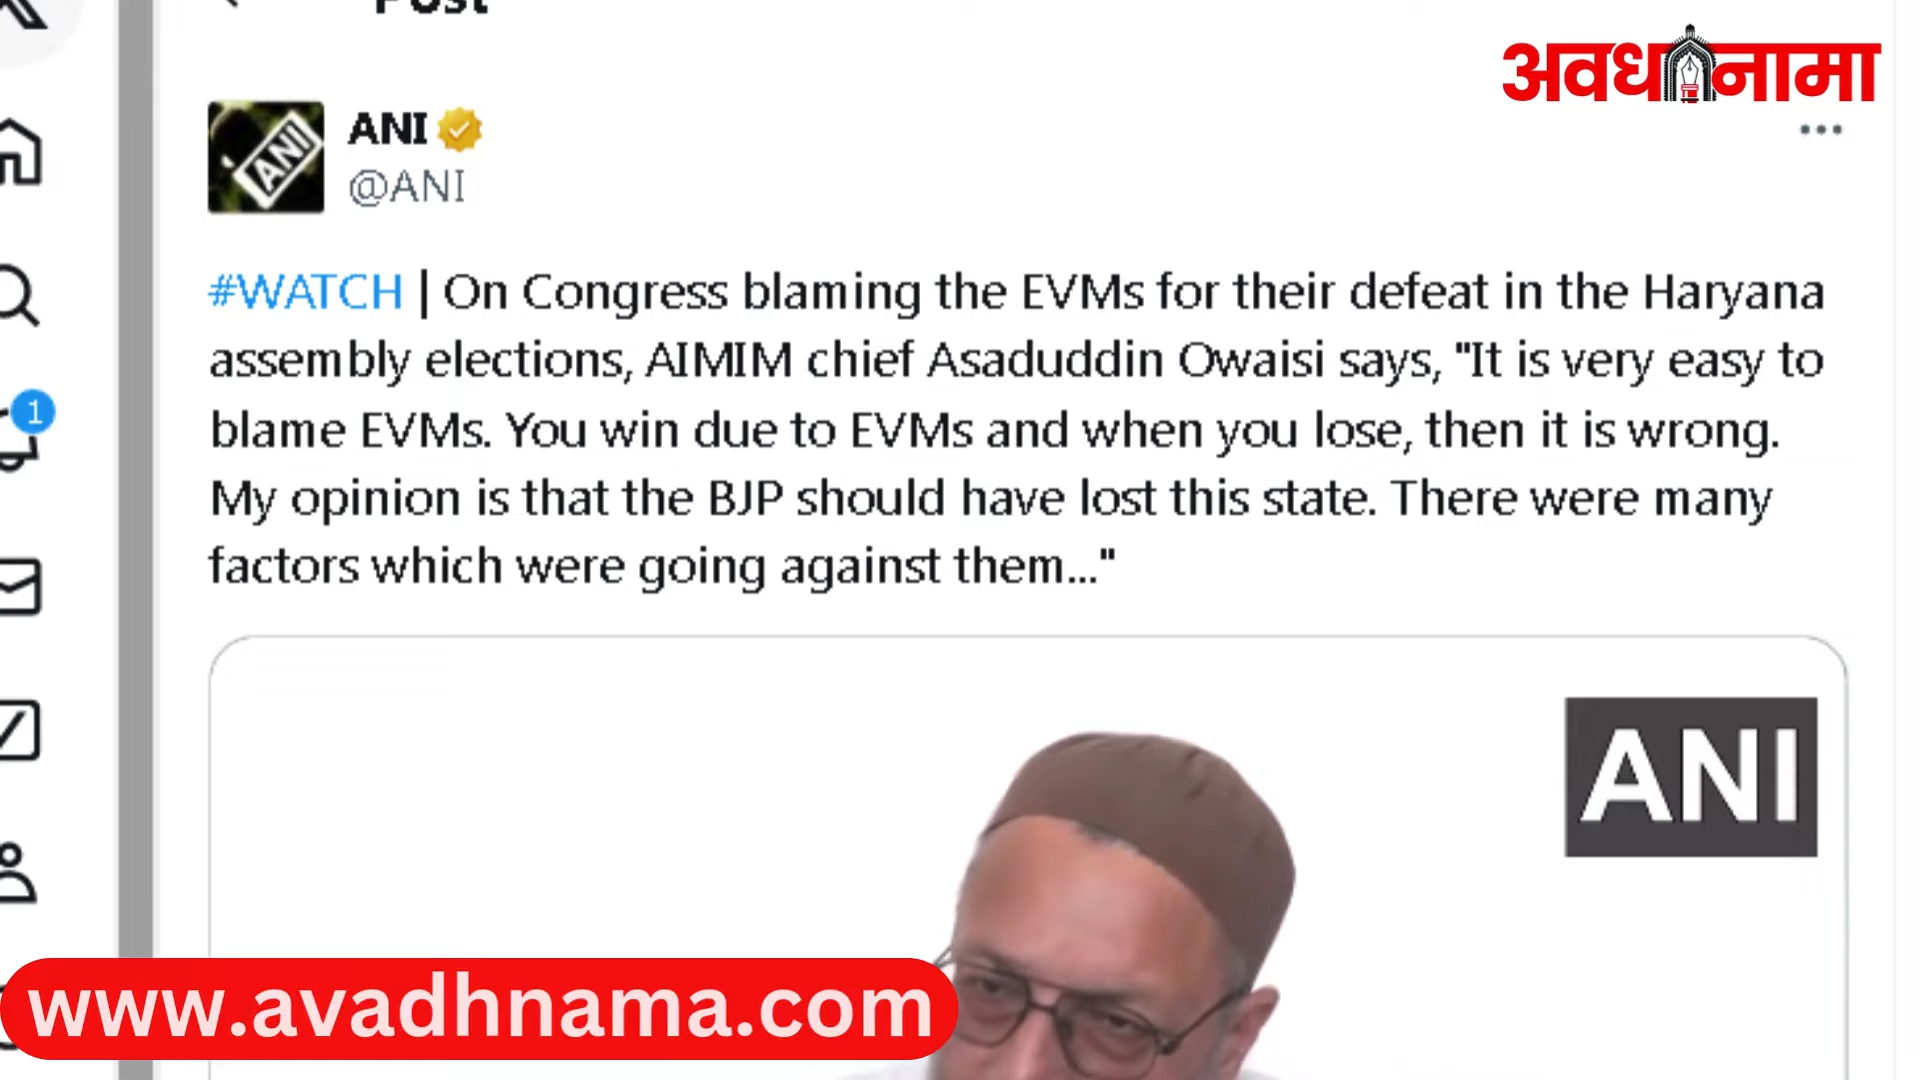 Post
अवधनामा
ANI
ANI
@ANI
#WATCH | On Congress blaming the EVMs for their defeat in the Haryana
assembly elections, AIMIM chief Asaduddin Owaisi says, "It is very easy to
blame EVMs. You win due to EVMs and when you lose, then it is wrong.
My opinion is that the BJP should have lost this state. There were many
factors which were going against them..."
1
ANI
www.avadhnama.com